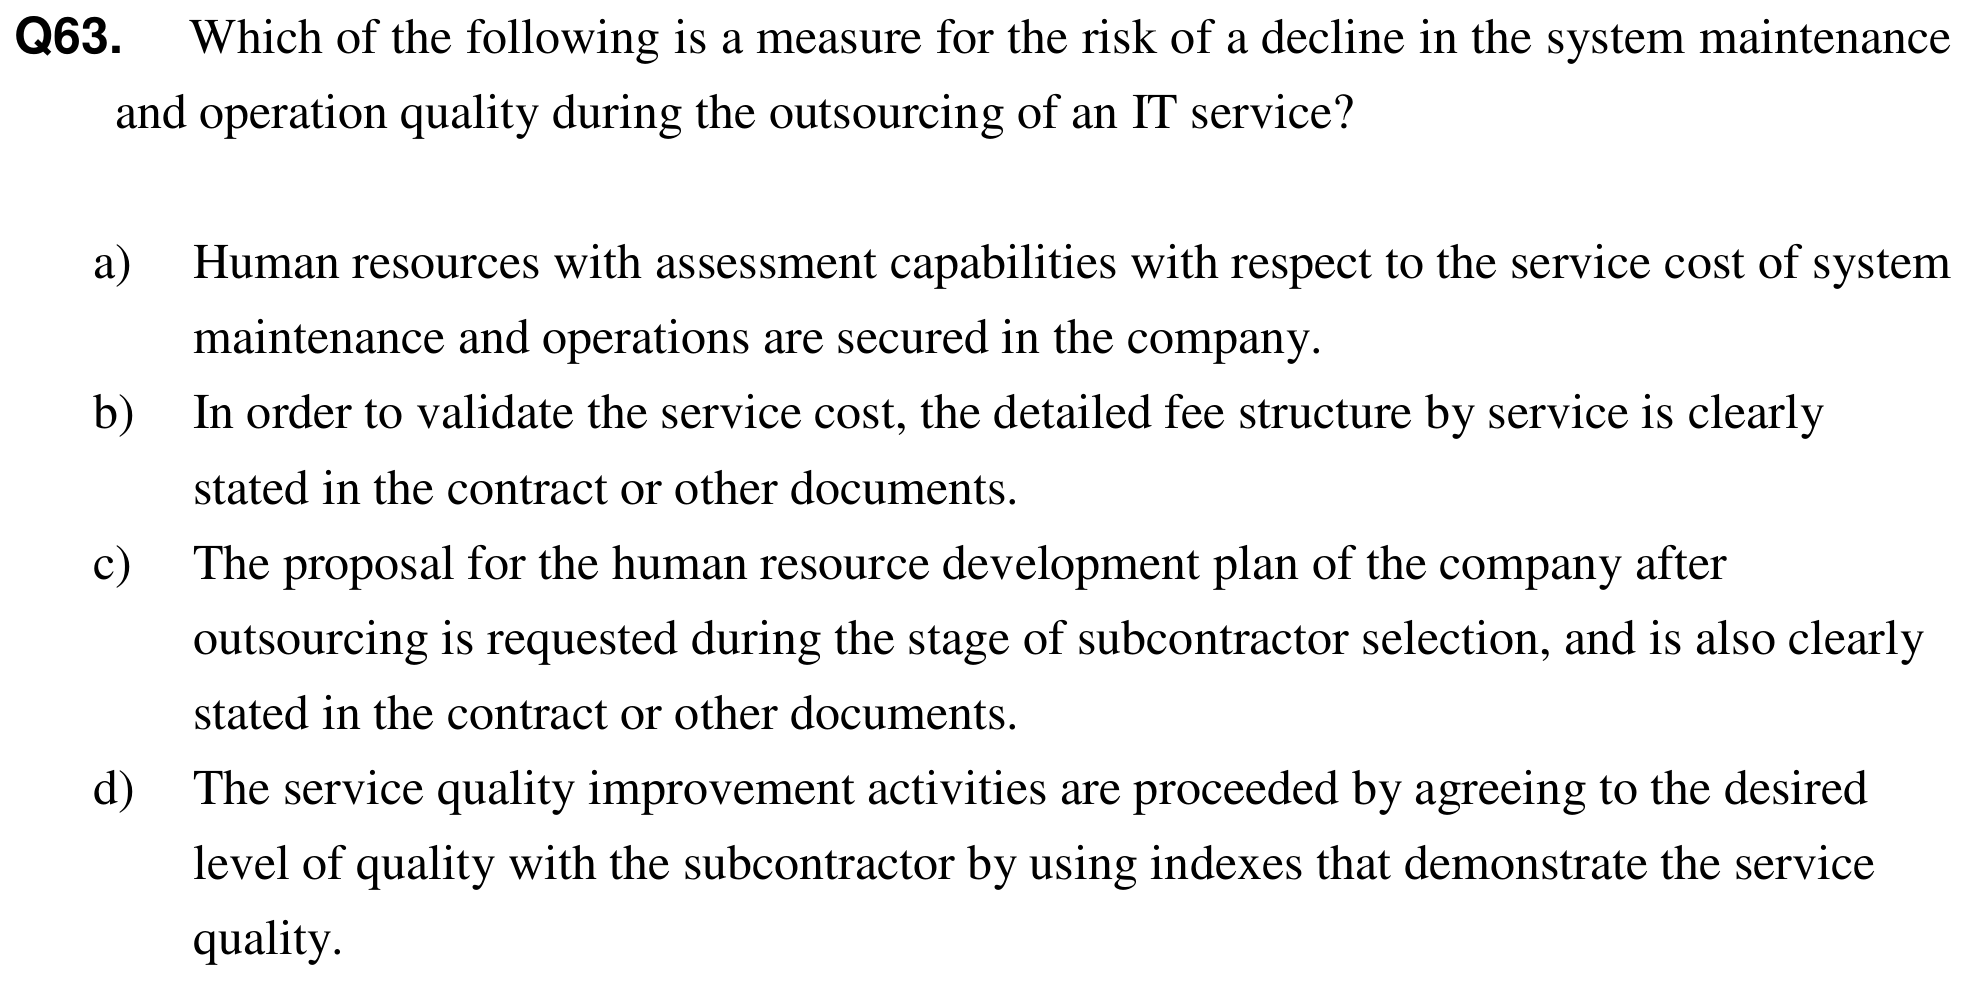 Q63. Which of the following is a measure for the risk of a decline in the system maintenance
and operation quality during the outsourcing of an IT service?
a) Human resources with assessment capabilities with respect to the service cost of system
maintenance and operations are secured in the company.
b) In order to validate the service cost, the detailed fee structure by service is clearly
stated in the contract or other documents.
c) The proposal for the human resource development plan of the company after
outsourcing is requested during the stage of subcontractor selection, and is also clearly
stated in the contract or other documents.
d) The service quality improvement activities are proceeded by agreeing to the desired
level of quality with the subcontractor by using indexes that demonstrate the service
quality.